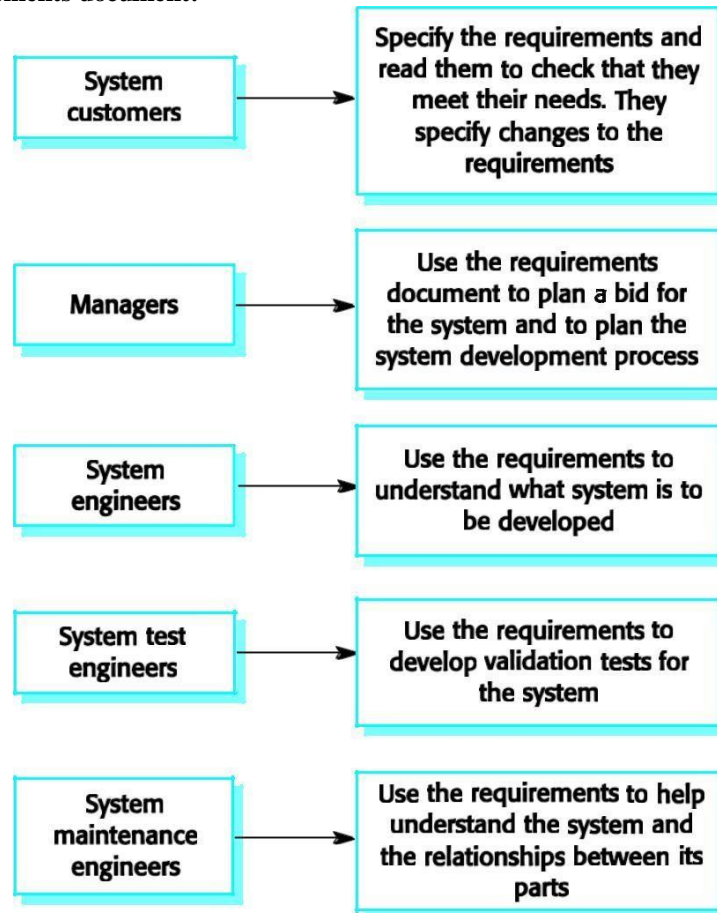 System
customers
Specify the requirements and
read them to check that they
meet their needs. They
specify changes to the
requirements
Managers
Use the requirements
document to plan a bid for
the system and to plan the
system development process
System
engineers
Use the requirements to
understand what system is to
be developed
System test
engineers
Use the requirements to
develop validation tests for
the system
System
maintenance
engineers
Use the requirements to help
understand the system and
the relationships between its
parts